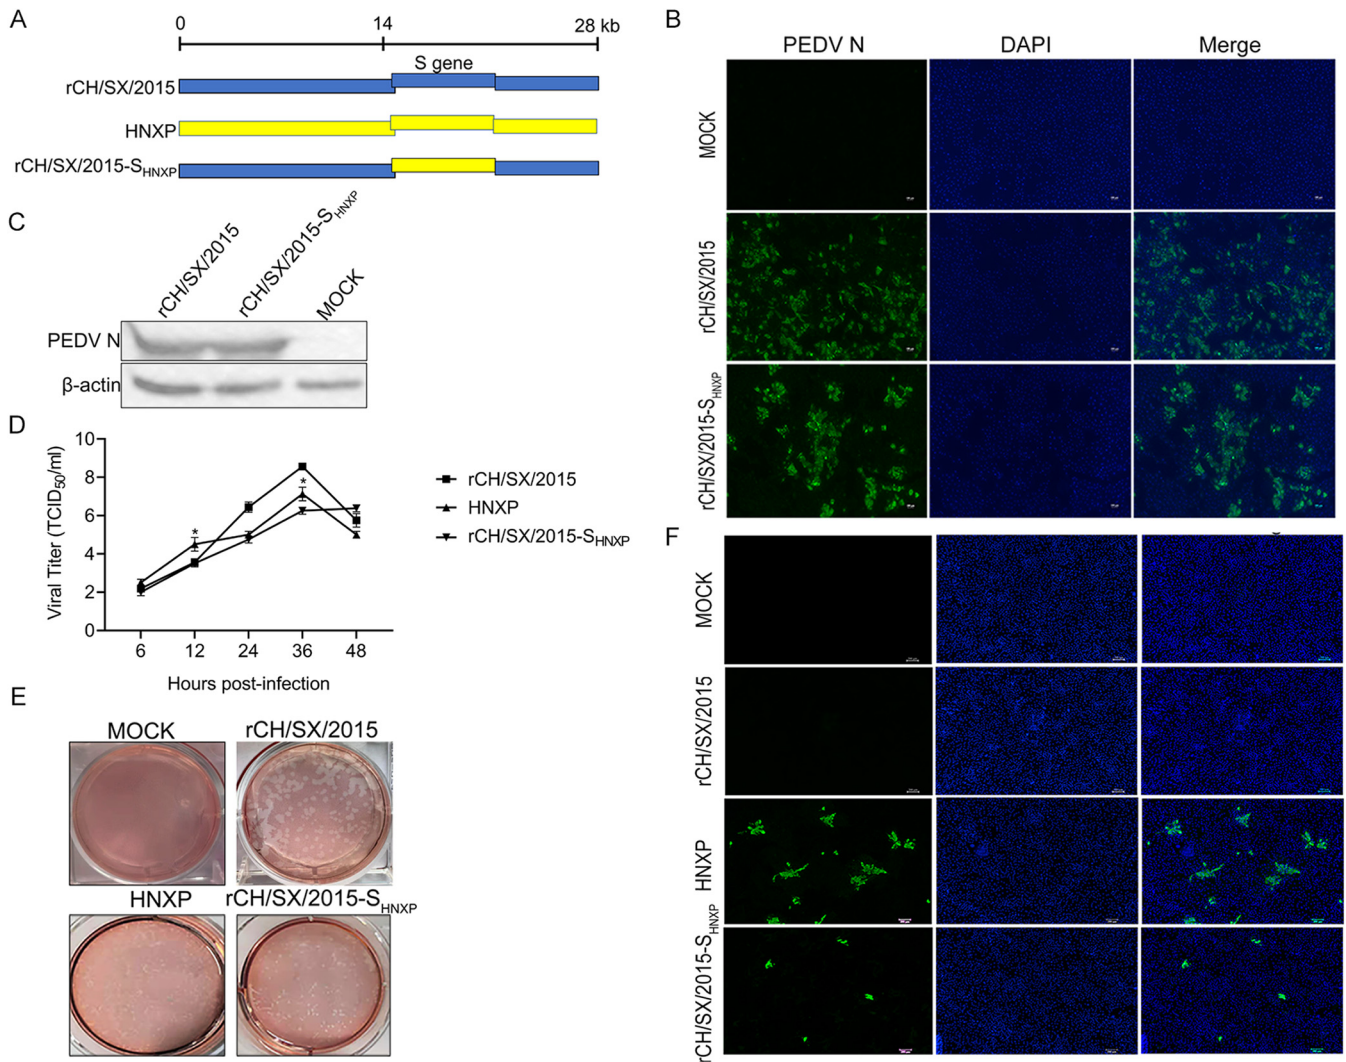 A
0 14 28 kb
S gene
rCH/SX/2015
HNXP
rCH/SX/2015-SHNXP
B
PEDV N DAPI Merge
MOCK
rCH/SX/2015
rCH/SX/2015-SHNXP
C
rCH/SX/2015
rCH/SX/2015-SHNXP
MOCK
PEDV N
β-actin
D
Viral Titer (TCID50/ml)
10
8
6
4
2
0
*
*
6 12 24 36 48
Hours post-infection
rCH/SX/2015
HNXP
rCH/SX/2015-SHNXP
E
MOCK rCH/SX/2015
HNXP rCH/SX/2015-SHNXP
F
MOCK
rCH/SX/2015
HNXP
rCH/SX/2015-SHNXP